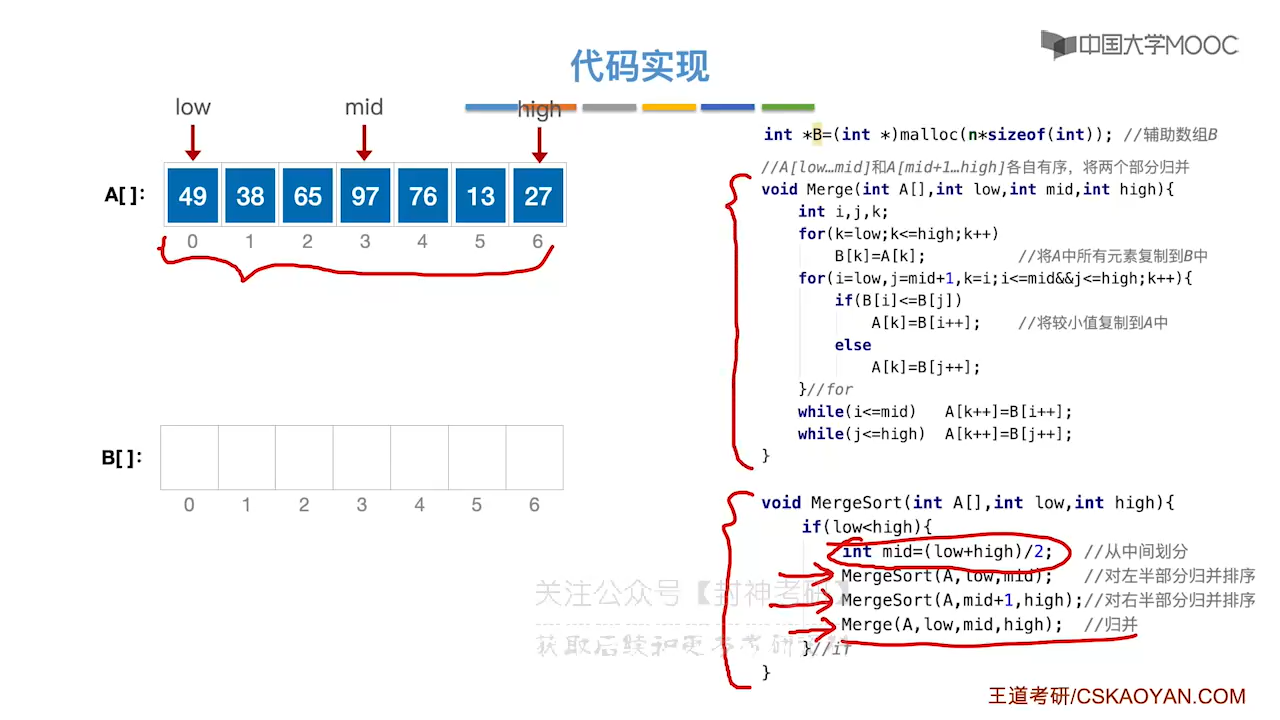 中国大学MOOC
代码实现
low mid high
A[ ]: 49 38 65 97 76 13 27
0 1 2 3 4 5 6
B[ ]:
0 1 2 3 4 5 6
int *B=(int *)malloc(n*sizeof(int)); //辅助数组B
//A[low…mid]和A[mid+1…high]各自有序，将两个部分归并
void Merge(int A[],int low,int mid,int high){
int i,j,k;
for(k=low;k<=high;k++)
B[k]=A[k]; //将A中所有元素复制到B中
for(i=low,j=mid+1,k=i;i<=mid&&j<=high;k++){
if(B[i]<=B[j])
A[k]=B[i++]; //将较小值复制到A中
else
A[k]=B[j++];
}//for
while(i<=mid) A[k++]=B[i++];
while(j<=high) A[k++]=B[j++];
}
void MergeSort(int A[],int low,int high){
if(low<high){
int mid=(low+high)/2; //从中间划分
MergeSort(A,low,mid); //对左半部分归并排序
MergeSort(A,mid+1,high);//对右半部分归并排序
Merge(A,low,mid,high); //归并
}//if
}
关注公众号【封神考研】
获取后续和更多考研资料
王道考研/CSKAOYAN.COM